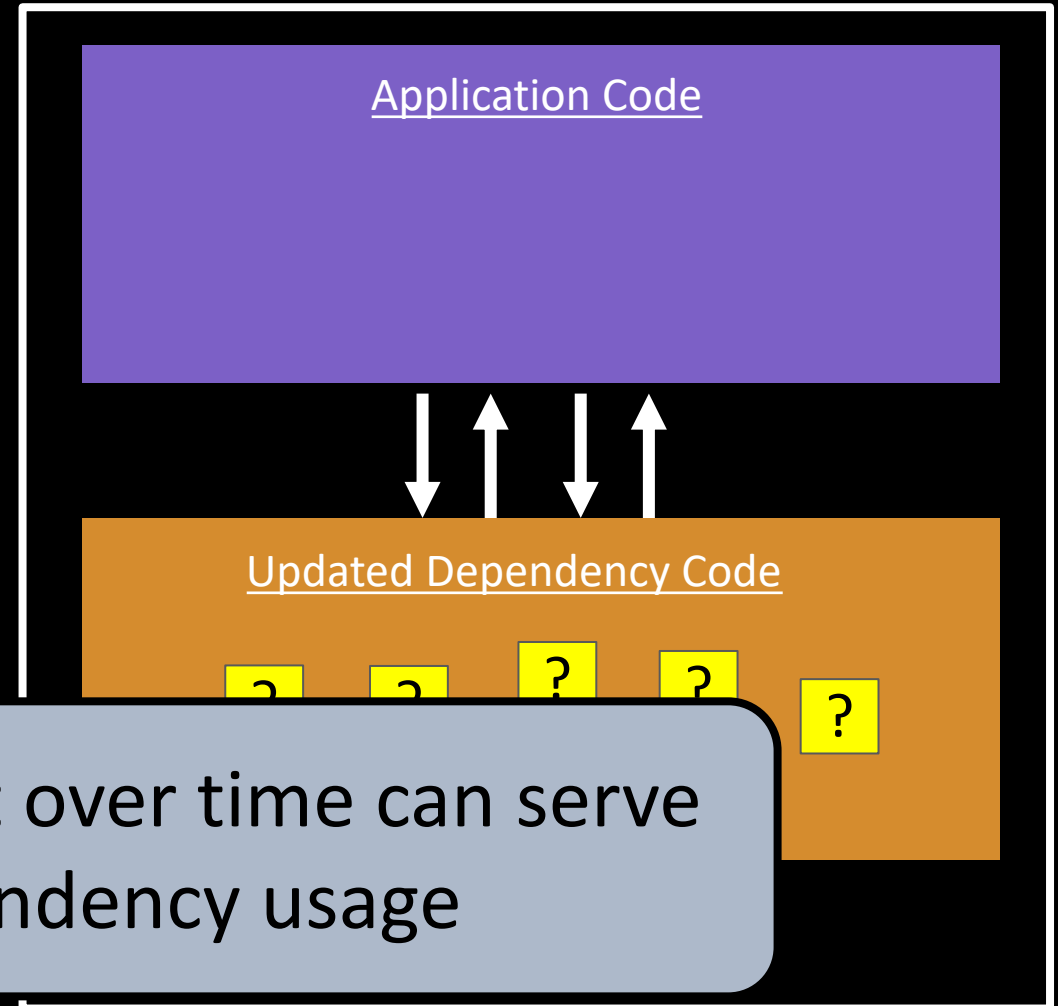 Application Code
Updated Dependency Code
? ? ? ? ?
over time can serve
ndency usage